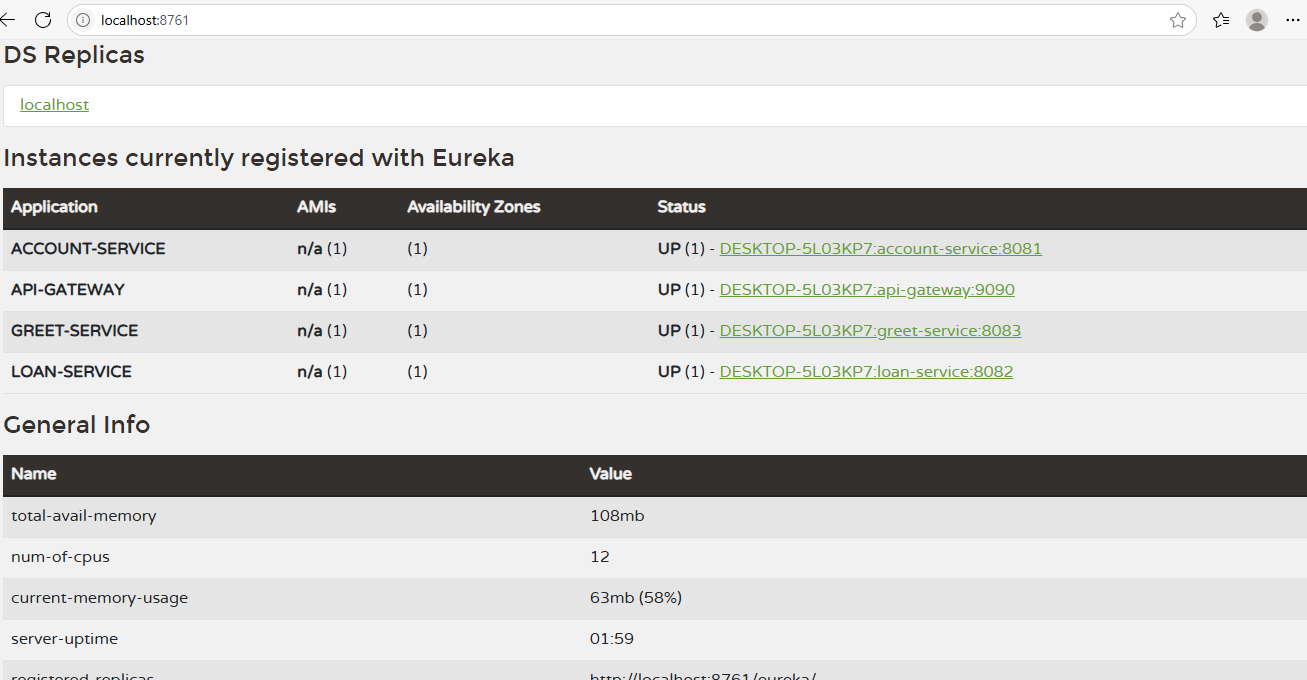 localhost:8761
DS Replicas
localhost
Instances currently registered with Eureka
Application AMIs Availability Zones Status
ACCOUNT-SERVICE n/a (1) (1) UP (1) - DESKTOP-5L03KP7:account-service:8081
API-GATEWAY n/a (1) (1) UP (1) - DESKTOP-5L03KP7:api-gateway:9090
GREET-SERVICE n/a (1) (1) UP (1) - DESKTOP-5L03KP7:greet-service:8083
LOAN-SERVICE n/a (1) (1) UP (1) - DESKTOP-5L03KP7:loan-service:8082
General Info
Name Value
total-avail-memory 108mb
num-of-cpus 12
current-memory-usage 63mb (58%)
server-uptime 01:59
registered-replicas http://localhost:8761/eureka/